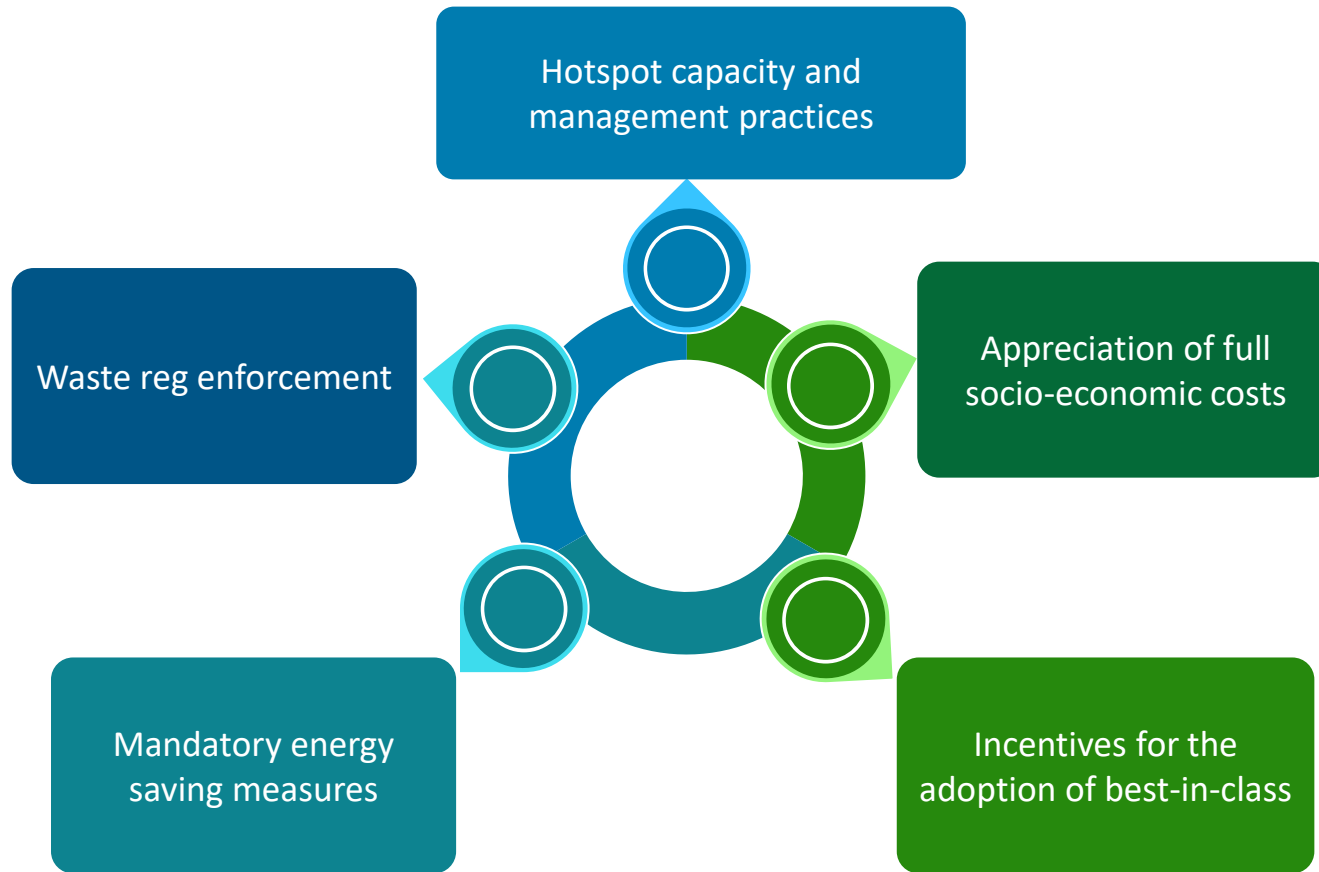 Hotspot capacity and
management practices
Waste reg enforcement
Appreciation of full
socio-economic costs
Mandatory energy
saving measures
Incentives for the
adoption of best-in-class